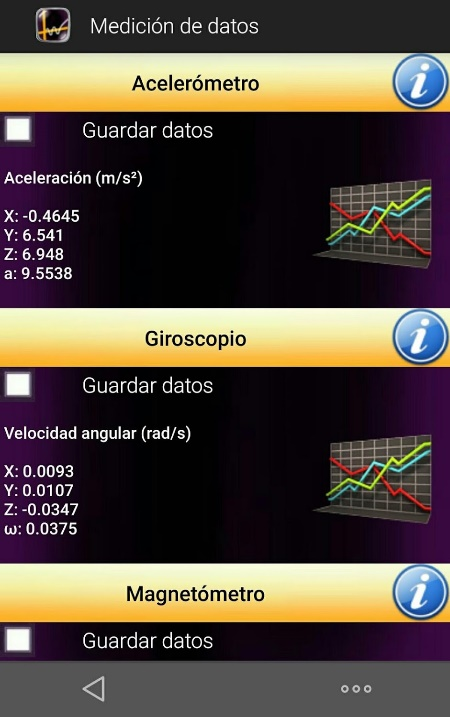 Medición de datos
Acelerómetro
Guardar datos
Aceleración (m/s²)
X: -0.4645
Y: 6.541
Z: 6.948
a: 9.5538
Giroscopio
Guardar datos
Velocidad angular (rad/s)
X: 0.0093
Y: 0.0107
Z: -0.0347
ω: 0.0375
Magnetómetro
Guardar datos